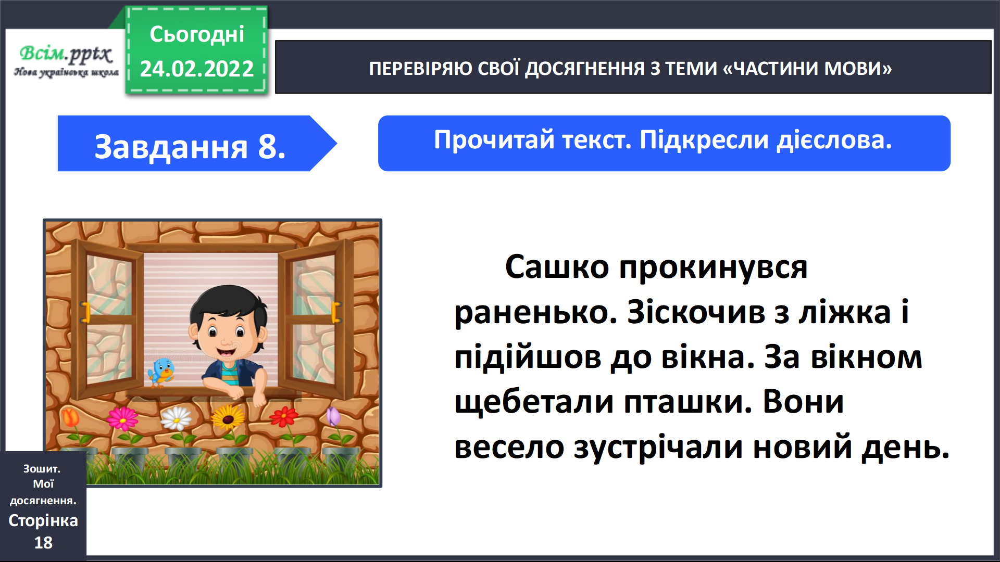 Всім.pptx
Нова українська школа
Сьогодні
24.02.2022
ПЕРЕВІРЯЮ СВОЇ ДОСЯГНЕННЯ З ТЕМИ «ЧАСТИНИ МОВИ»
Завдання 8.
Прочитай текст. Підкресли дієслова.
Сашко прокинувся
раненько. Зіскочив з ліжка і
підійшов до вікна. За вікном
щебетали пташки. Вони
весело зустрічали новий день.
Зошит.
Мої
досягнення.
Сторінка
18